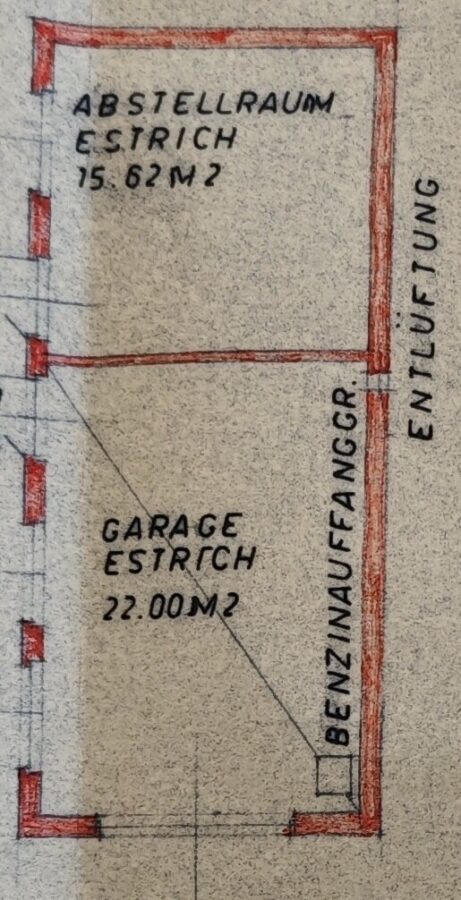 ABSTELLRAUM
ESTRICH
15.62M2
ENTLÜFTUNG
BENZINAUFFANGGR.
GARAGE
ESTRICH
22.00M2